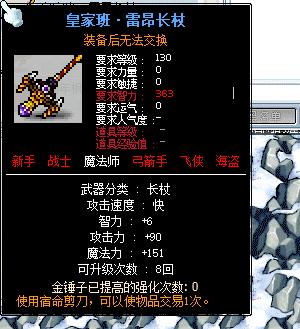 皇家班·雷昂长杖
装备后无法交换
要求等级： 130
要求力量： 0
要求敏捷： 0
要求智力： 363
要求运气： 0
要求人气度： -
道具等级： -
道具经验值： -
新手 战士 魔法师 弓箭手 飞侠 海盗
武器分类 : 长杖
攻击速度 : 快
智力 : +6
攻击力 : +90
魔法力 : +151
可升级次数 : 8回
金锤子已提高的强化次数: 0
使用宿命剪刀，可以使物品交易1次。